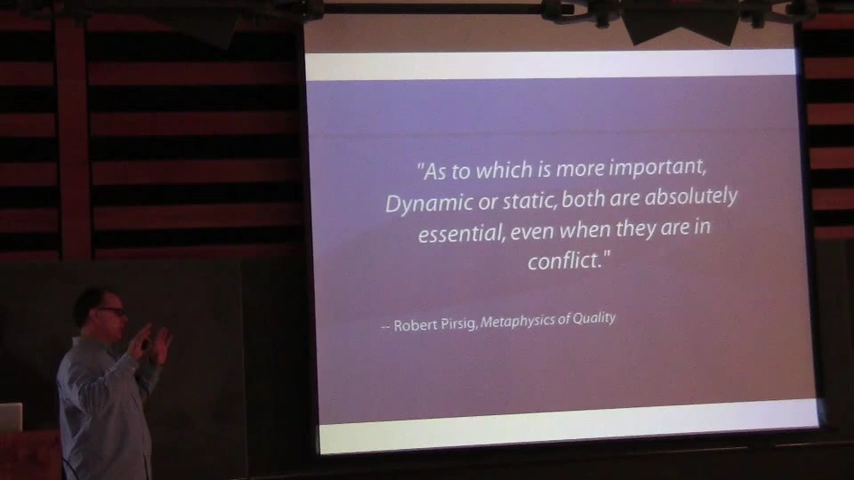 "As to which is more important,
Dynamic or static, both are absolutely
essential, even when they are in
conflict."
-- Robert Pirsig, Metaphysics of Quality